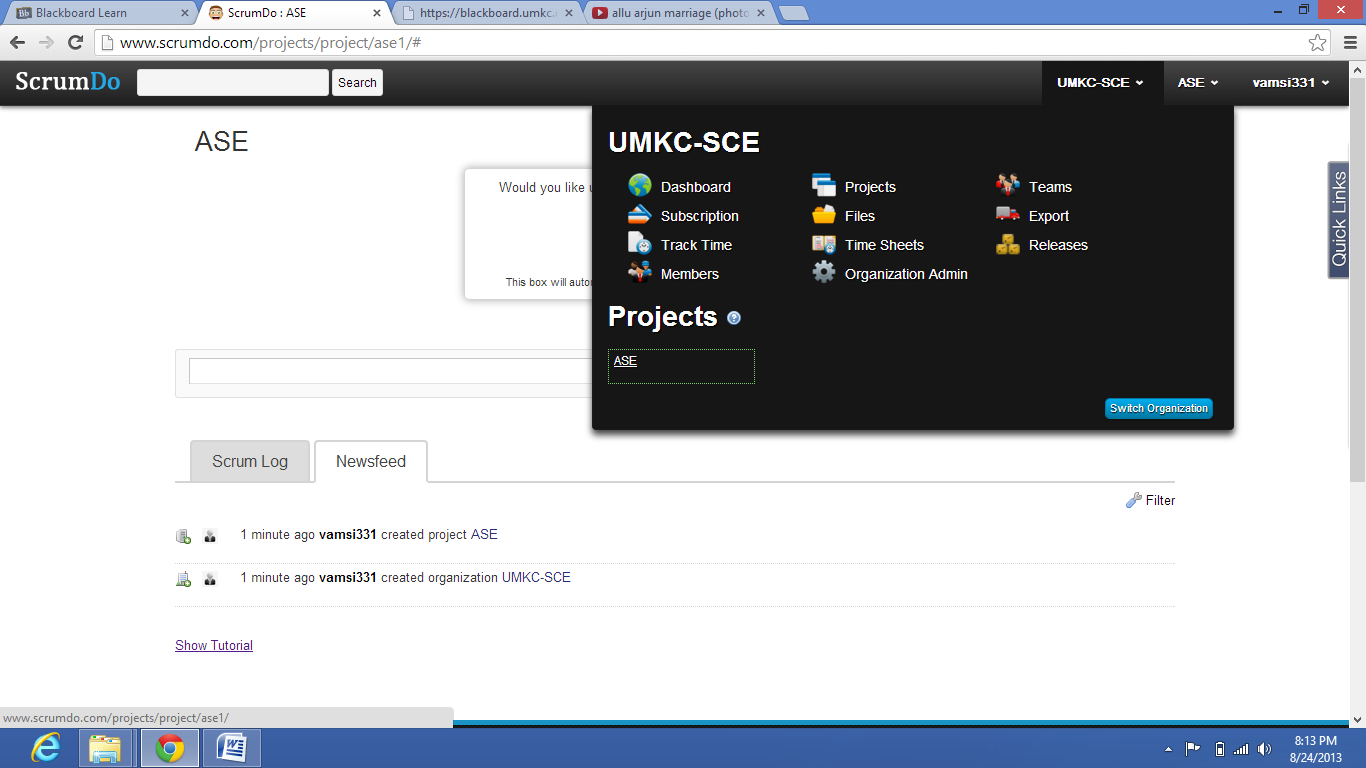 Blackboard Learn
ScrumDo : ASE
https://blackboard.umkc.
allu arjun marriage (photo
www.scrumdo.com/projects/project/ase1/#
ScrumDo
Search
UMKC-SCE
ASE
vamsi331
ASE
UMKC-SCE
Would you like
Dashboard
Projects
Teams
Subscription
Files
Export
Track Time
Time Sheets
Releases
Members
Organization Admin
Quick Links
This box will
Projects
ASE
Switch Organization
Scrum Log
Newsfeed
Filter
1 minute ago vamsi331 created project ASE
1 minute ago vamsi331 created organization UMKC-SCE
Show Tutorial
www.scrumdo.com/projects/project/ase1/
8:13 PM
8/24/2013